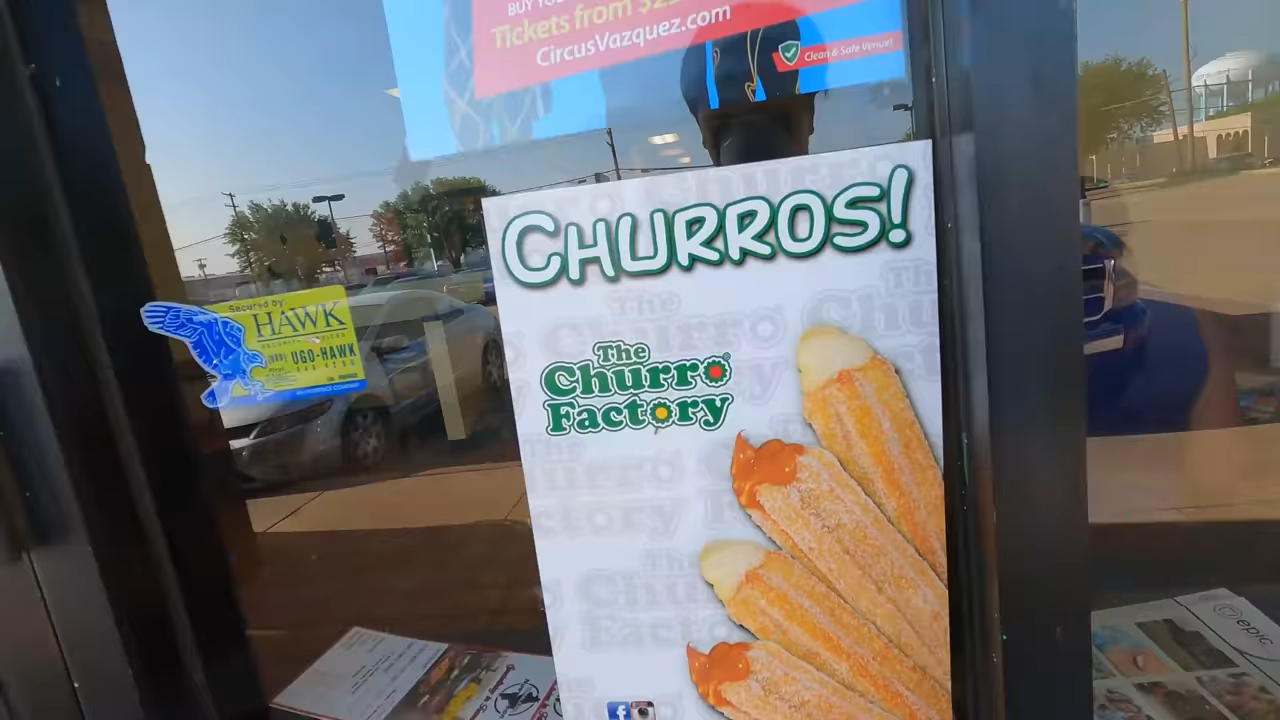 Tickets from $2
CircusVazquez.com
Clean & Safe Venue!
CHURROS!
The
Churro
Factory
Secured by:
HAWK
UGO-HAWK
epic